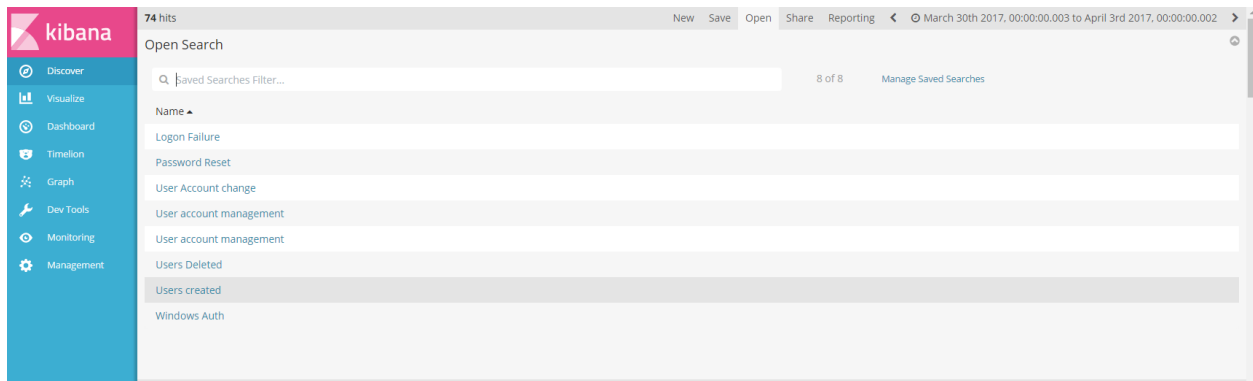 kibana
Discover
Visualize
Dashboard
Timelion
Graph
Dev Tools
Monitoring
Management
74 hits
New Save Open Share Reporting March 30th 2017, 00:00:00.003 to April 3rd 2017, 00:00:00.002
Open Search
Saved Searches Filter... 8 of 8 Manage Saved Searches
Name
Logon Failure
Password Reset
User Account change
User account management
User account management
Users Deleted
Users created
Windows Auth